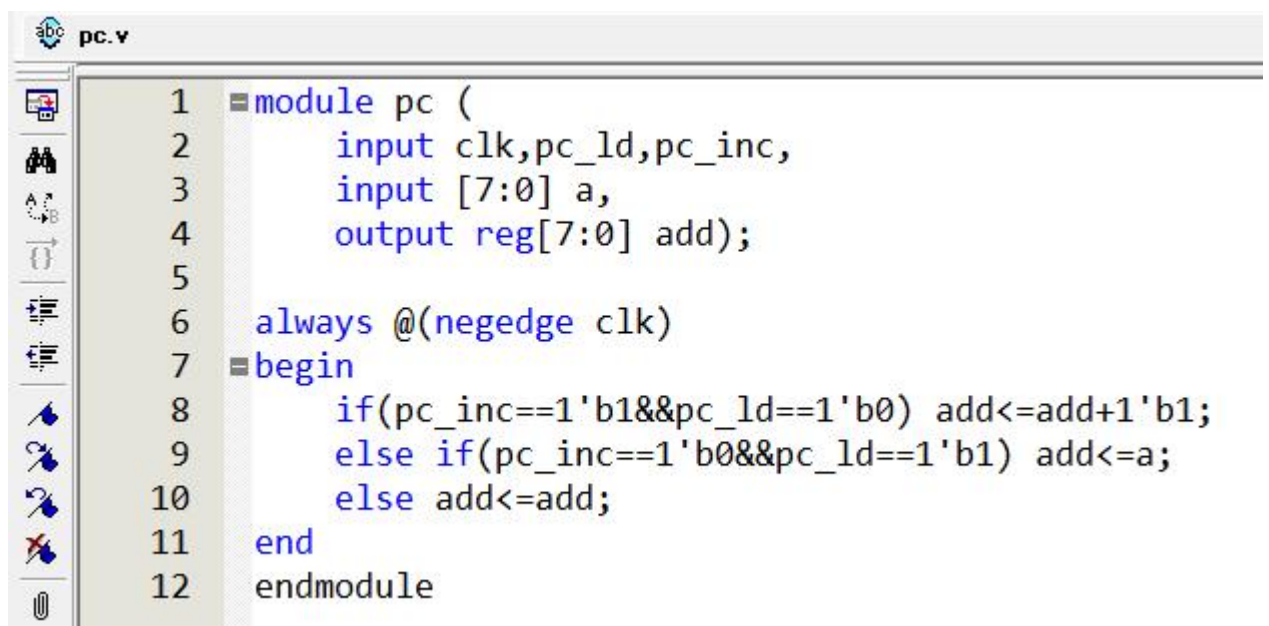 pc.v
1 module pc (
2 input clk,pc_ld,pc_inc,
3 input [7:0] a,
4 output reg[7:0] add);
5
6 always @(negedge clk)
7 begin
8 if(pc_inc==1'b1&&pc_ld==1'b0) add<=add+1'b1;
9 else if(pc_inc==1'b0&&pc_ld==1'b1) add<=a;
10 else add<=add;
11 end
12 endmodule